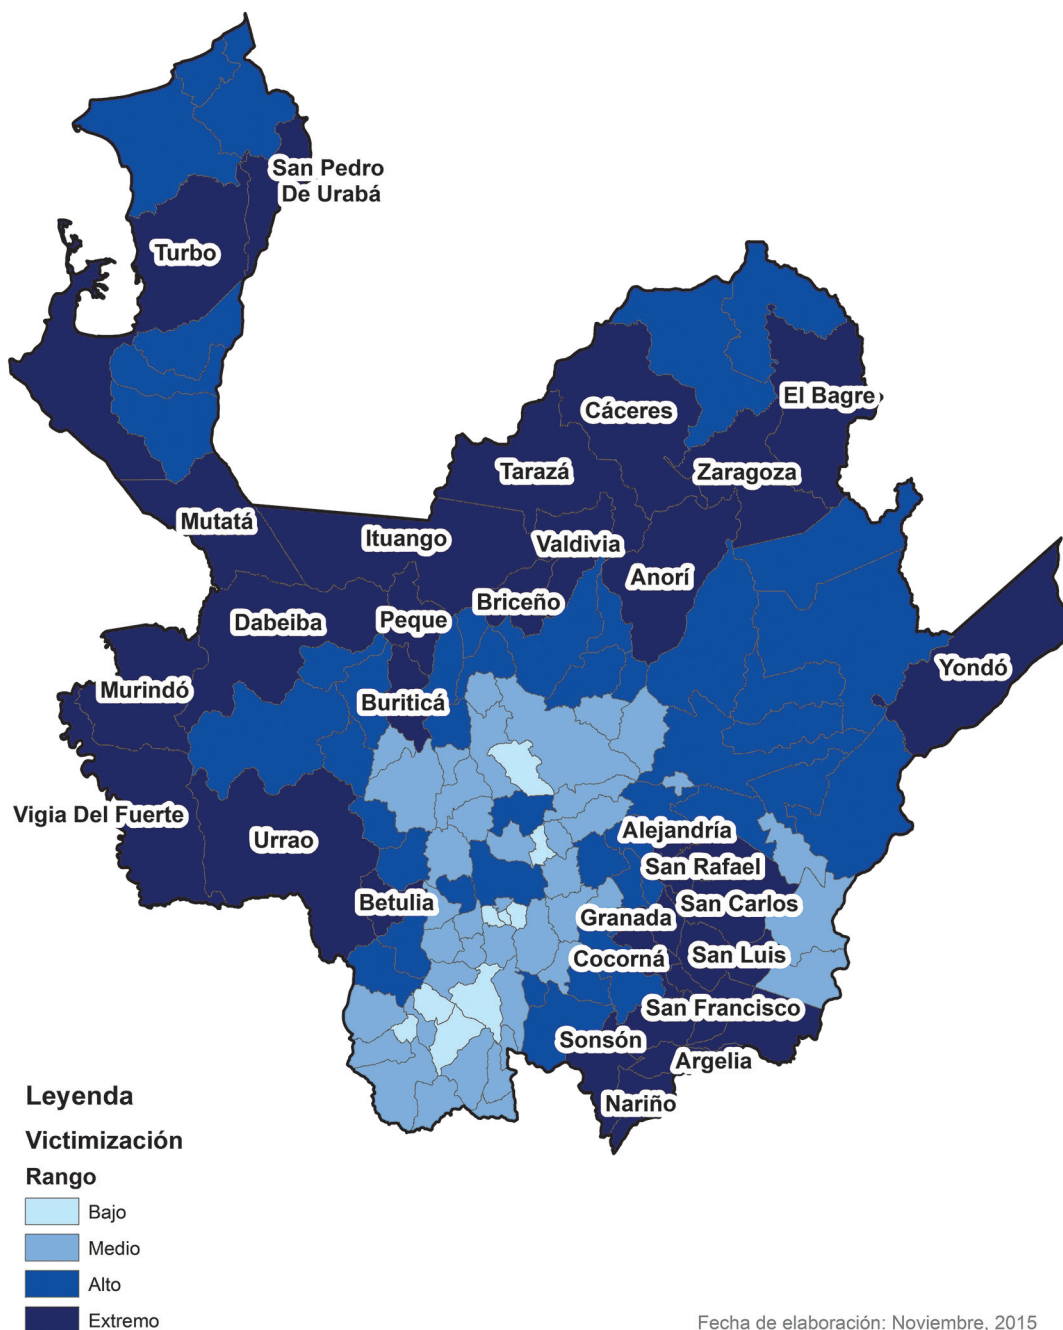 San Pedro
De Urabá
Turbo
El Bagre
Cáceres
Tarazá
Zaragoza
Mutatá
Ituango
Valdivia
Anorí
Briceño
Dabeiba
Peque
Yondó
Murindó
Buriticá
Vigia Del Fuerte
Urrao
Alejandría
San Rafael
Betulia
San Carlos
Granada
Cocorná
San Luis
San Francisco
Sonsón
Argelia
Nariño
Leyenda
Victimización
Rango
Bajo
Medio
Alto
Extremo
Fecha de elaboración: Noviembre, 2015